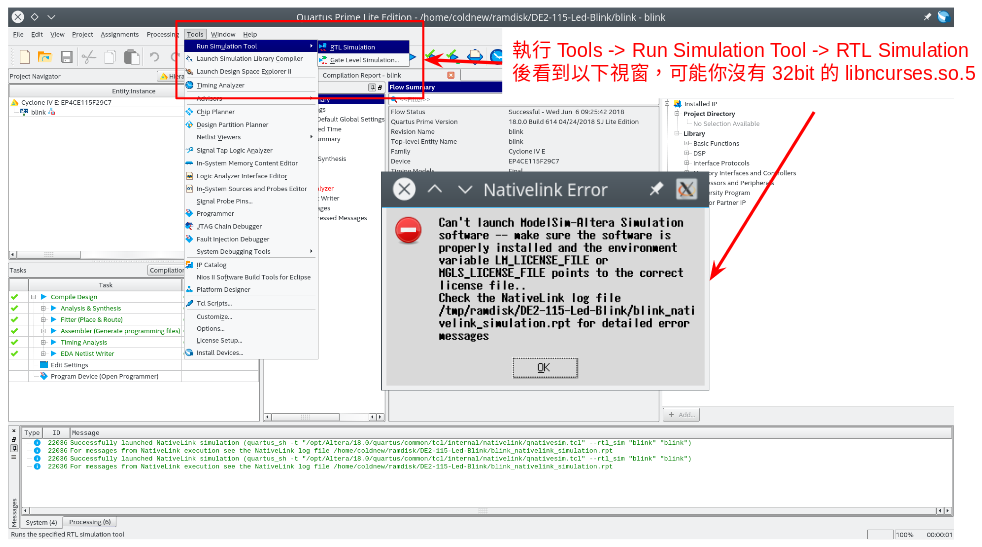 Quartus Prime Lite Edition - /home/coldnew/ramdisk/DE2-115-Led-Blink/blink - blink
File Edit View Project Assignments Processing Tools Window Help
執行 Tools -> Run Simulation Tool -> RTL Simulation
後看到以下視窗，可能你沒有 32bit 的 libncurses.so.5
Run Simulation Tool
RTL Simulation
Gate Level Simulation...
Launch Simulation Library Compiler
Launch Design Space Explorer II
Timing Analyzer
Advisors
Chip Planner
Design Partition Planner
Netlist Viewers
Signal Tap Logic Analyzer
In-System Memory Content Editor
Logic Analyzer Interface Editor
In-System Sources and Probes Editor
Signal Probe Pins...
Programmer
JTAG Chain Debugger
Fault Injection Debugger
System Debugging Tools
IP Catalog
Nios II Software Build Tools for Eclipse
Platform Designer
Tcl Scripts...
Customize...
Options...
License Setup...
Install Devices...
Project Navigator
Hiera
Entity:Instance
Cyclone IV E: EP4CE115F29C7
blink
Compilation Report - blink
Default Global Settings
Flow Summary
Flow Status Successful - Wed Jun 6 09:25:42 2018
Quartus Prime Version 18.0.0 Build 614 04/24/2018 SJ Lite Edition
Revision Name blink
Top-level Entity Name blink
Family Cyclone IV E
Device EP4CE115F29C7
Timing Models Final
Installed IP
Project Directory
No Selection Available
Library
Basic Functions
DSP
Interface Protocols
Memory Interfaces and Controllers
Nativelink Error
Can't launch ModelSim-Altera Simulation
software -- make sure the software is
properly installed and the environment
variable LM_LICENSE_FILE or
MGLS_LICENSE_FILE points to the correct
license file..
Check the NativeLink log file
/tmp/ramdisk/DE2-115-Led-Blink/blink_nati
velink_simulation.rpt for detailed error
messages
OK
Tasks
Compilation
Task
Compile Design
Analysis & Synthesis
Fitter (Place & Route)
Assembler (Generate programming files)
Timing Analysis
EDA Netlist Writer
Edit Settings
Program Device (Open Programmer)
Add...
Type ID Message
22036 Successfully launched NativeLink simulation (quartus_sh -t "/opt/Altera/18.0/quartus/common/tcl/internal/nativelink/qnativesim.tcl" --rtl_sim "blink" "blink")
22036 For messages from NativeLink execution see the NativeLink log file /home/coldnew/ramdisk/DE2-115-Led-Blink/blink_nativelink_simulation.rpt
22036 Successfully launched NativeLink simulation (quartus_sh -t "/opt/Altera/18.0/quartus/common/tcl/internal/nativelink/qnativesim.tcl" --rtl_sim "blink" "blink")
22036 For messages from NativeLink execution see the NativeLink log file /home/coldnew/ramdisk/DE2-115-Led-Blink/blink_nativelink_simulation.rpt
Messages
System (4) Processing (6)
Runs the specified RTL simulation tool
100% 00:00:01